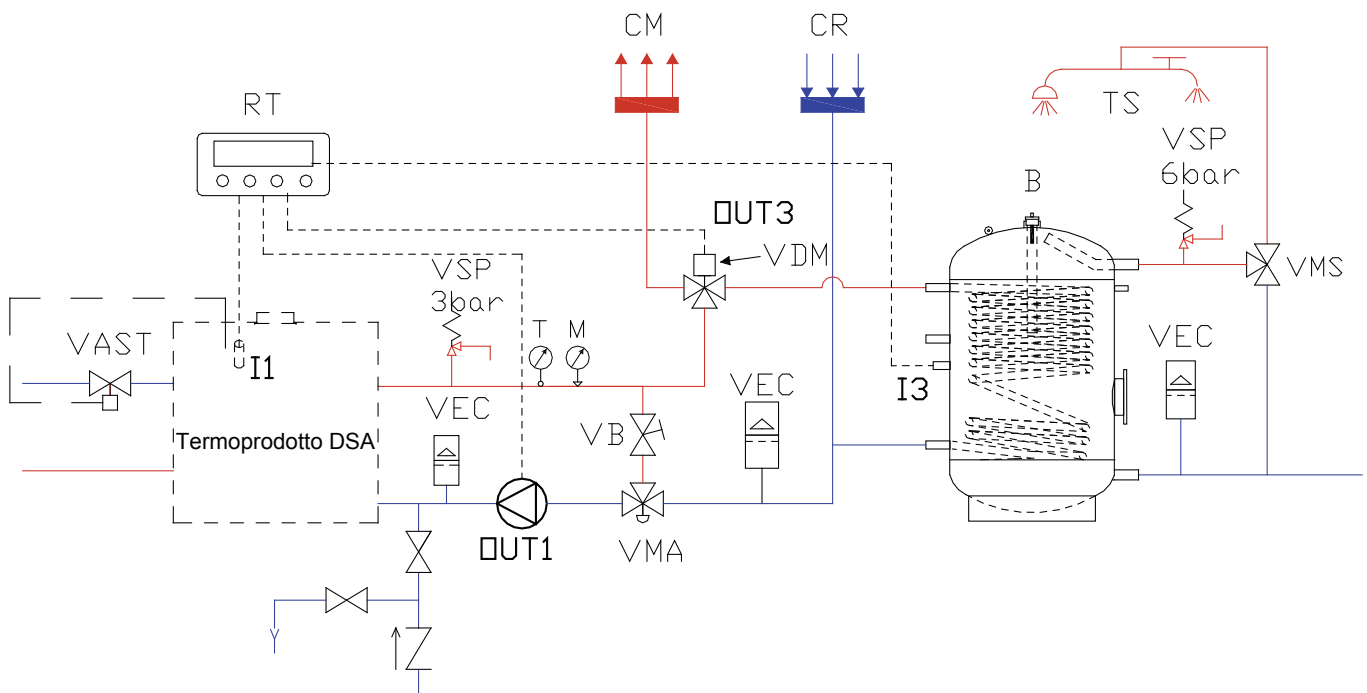 CM
CR
RT
TS
VSP
6bar
B
OUT3
VDM
VSP
3bar
VMS
VAST
I1
T
M
VEC
VEC
VEC
I3
Termoprodotto DSA
VB
OUT1
VMA